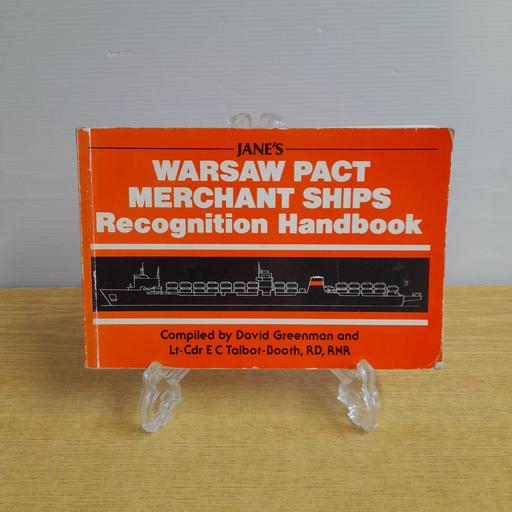 JANE'S
WARSAW PACT
MERCHANT SHIPS
Recognition Handbook
Compiled by David Greenman and
Lt-Cdr E C Talbot-Booth, RD, RNR